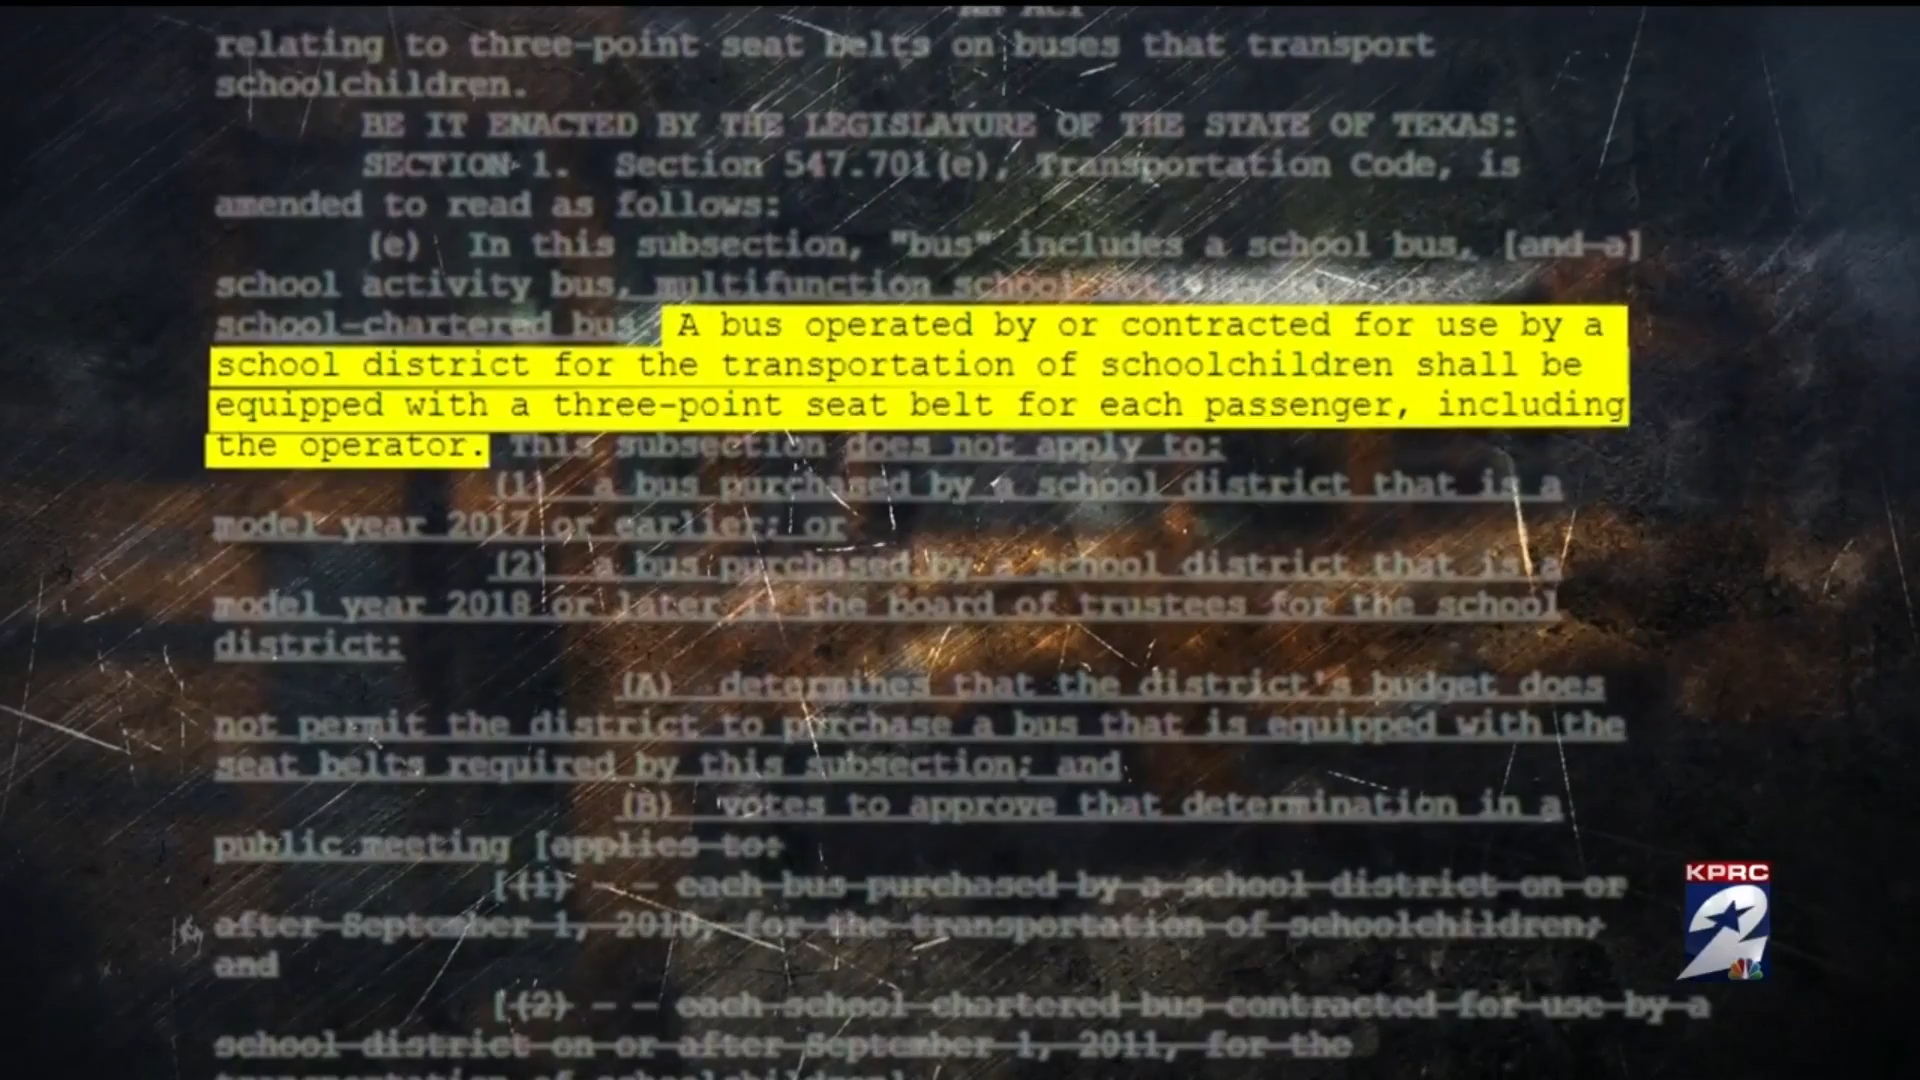 AN ACT
relating to three-point seat belts on buses that transport
schoolchildren.
BE IT ENACTED BY THE LEGISLATURE OF THE STATE OF TEXAS:
SECTION 1. Section 547.701(e), Transportation Code, is
amended to read as follows:
(e) In this subsection, "bus" includes a school bus, [and a]
school activity bus, multifunction school activity or
school-chartered bus. A bus operated by or contracted for use by a
school district for the transportation of schoolchildren shall be
equipped with a three-point seat belt for each passenger, including
the operator. This subsection does not apply to:
(1) a bus purchased by a school district that is a
model year 2017 or earlier; or
(2) a bus purchased by a school district that is a
model year 2018 or later if the board of trustees for the school
district:
(A) determines that the district's budget does
not permit the district to purchase a bus that is equipped with the
seat belts required by this subsection; and
(B) votes to approve that determination in a
public meeting [applies to:
[(1) - - each bus purchased by a school district on or
after September 1, 2010, for the transportation of schoolchildren;
and
[(2) - - each school-chartered bus contracted for use by a
school district on or after September 1, 2011, for the
transportation of schoolchildren]
KPRC
2